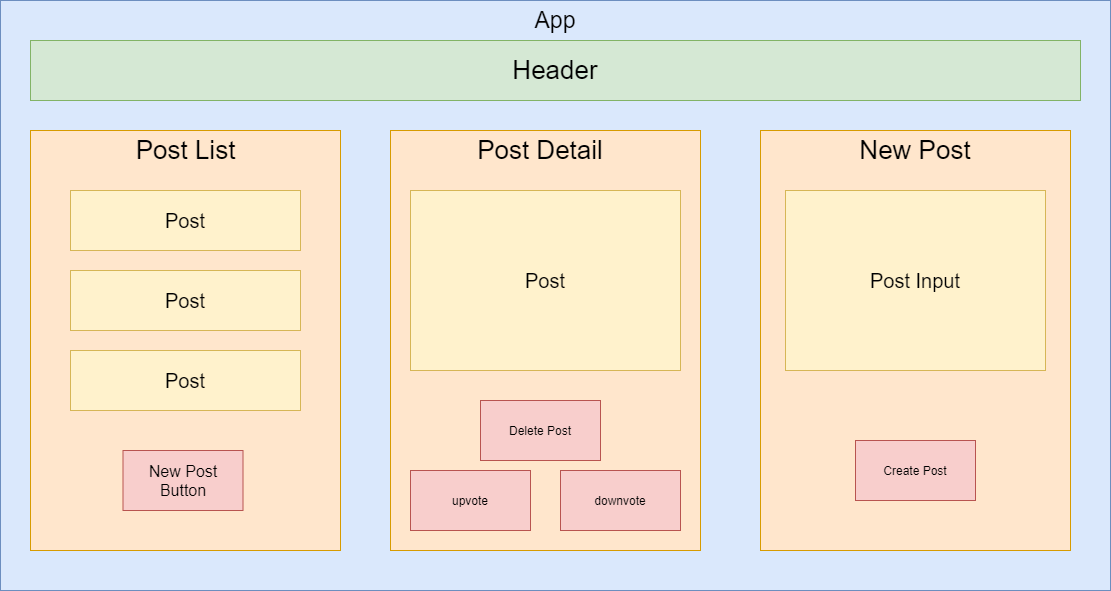 App
Header
Post List
Post
Post
Post
New Post
Button
Post Detail
Post
Delete Post
upvote
downvote
New Post
Post Input
Create Post